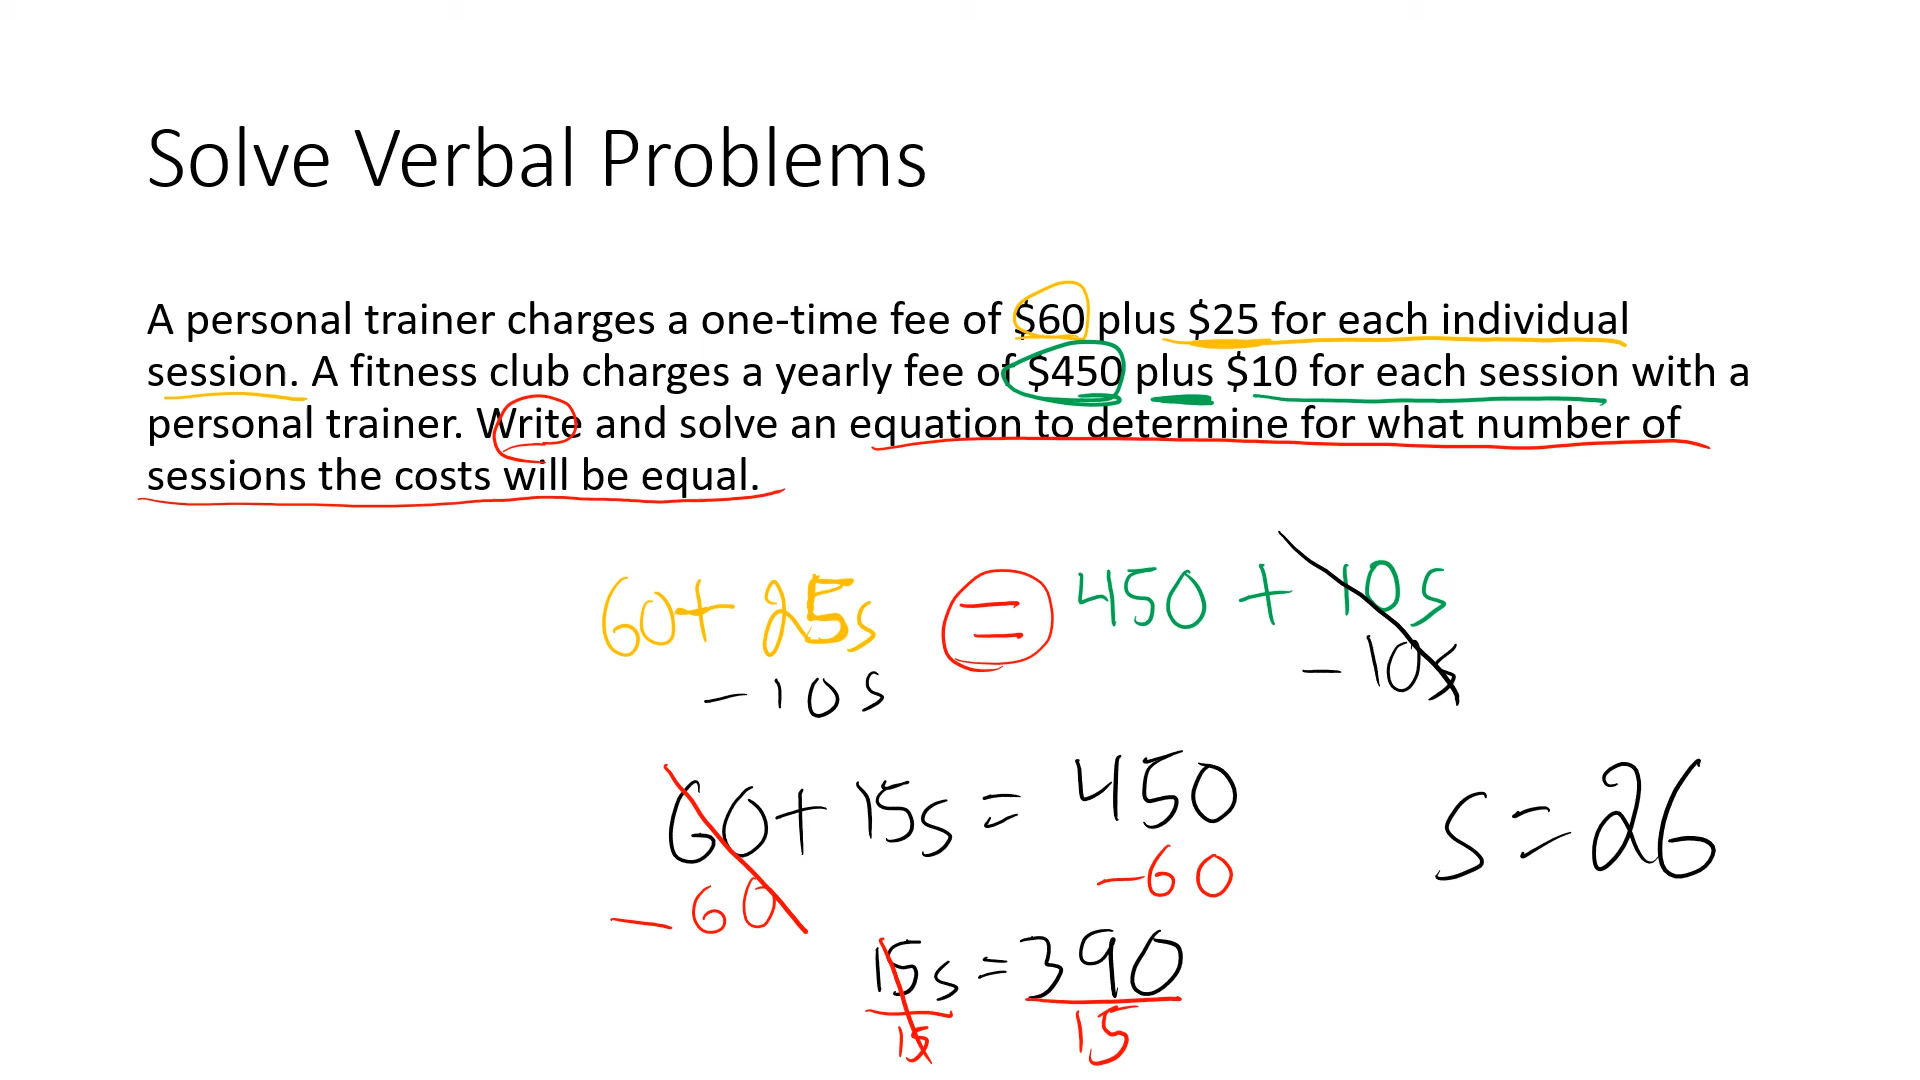 Solve Verbal Problems
A personal trainer charges a one-time fee of $60 plus $25 for each individual
session. A fitness club charges a yearly fee of $450 plus $10 for each session with a
personal trainer. Write and solve an equation to determine for what number of
sessions the costs will be equal.
60 + 25s = 450 + 10s
- 10s - 10s
60 + 15s = 450
- 60 - 60
s = 26
15s = 390
15 15